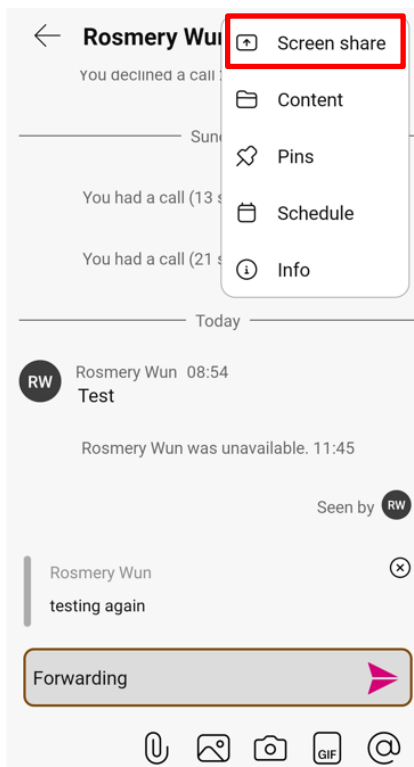 Rosmery Wu
Screen share
You declined a call
Content
Sun
Pins
You had a call (13 s
Schedule
You had a call (21 s
Info
Today
RW
Rosmery Wun 08:54
Test
Rosmery Wun was unavailable. 11:45
Seen by RW
Rosmery Wun
testing again
Forwarding
GIF